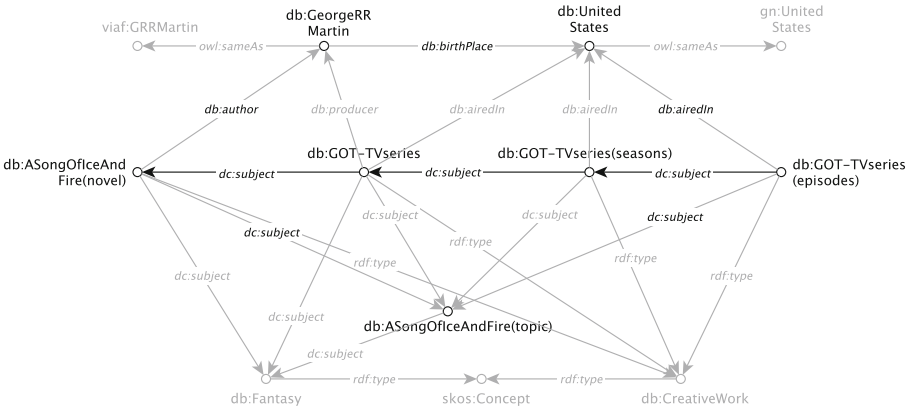 viaf:GRRMartin
db:GeorgeRR
Martin
db:United
States
gn:United
States
owl:sameAs
db:birthPlace
owl:sameAs
db:author
db:producer
db:airedIn
db:airedIn
db:airedIn
db:ASongOfIceAnd
Fire(novel)
db:GOT-TVseries
db:GOT-TVseries(seasons)
db:GOT-TVseries
(episodes)
dc:subject
dc:subject
dc:subject
dc:subject
dc:subject
dc:subject
dc:subject
rdf:type
rdf:type
rdf:type
rdf:type
dc:subject
dc:subject
db:ASongOfIceAndFire(topic)
dc:subject
rdf:type
rdf:type
db:Fantasy
skos:Concept
db:CreativeWork